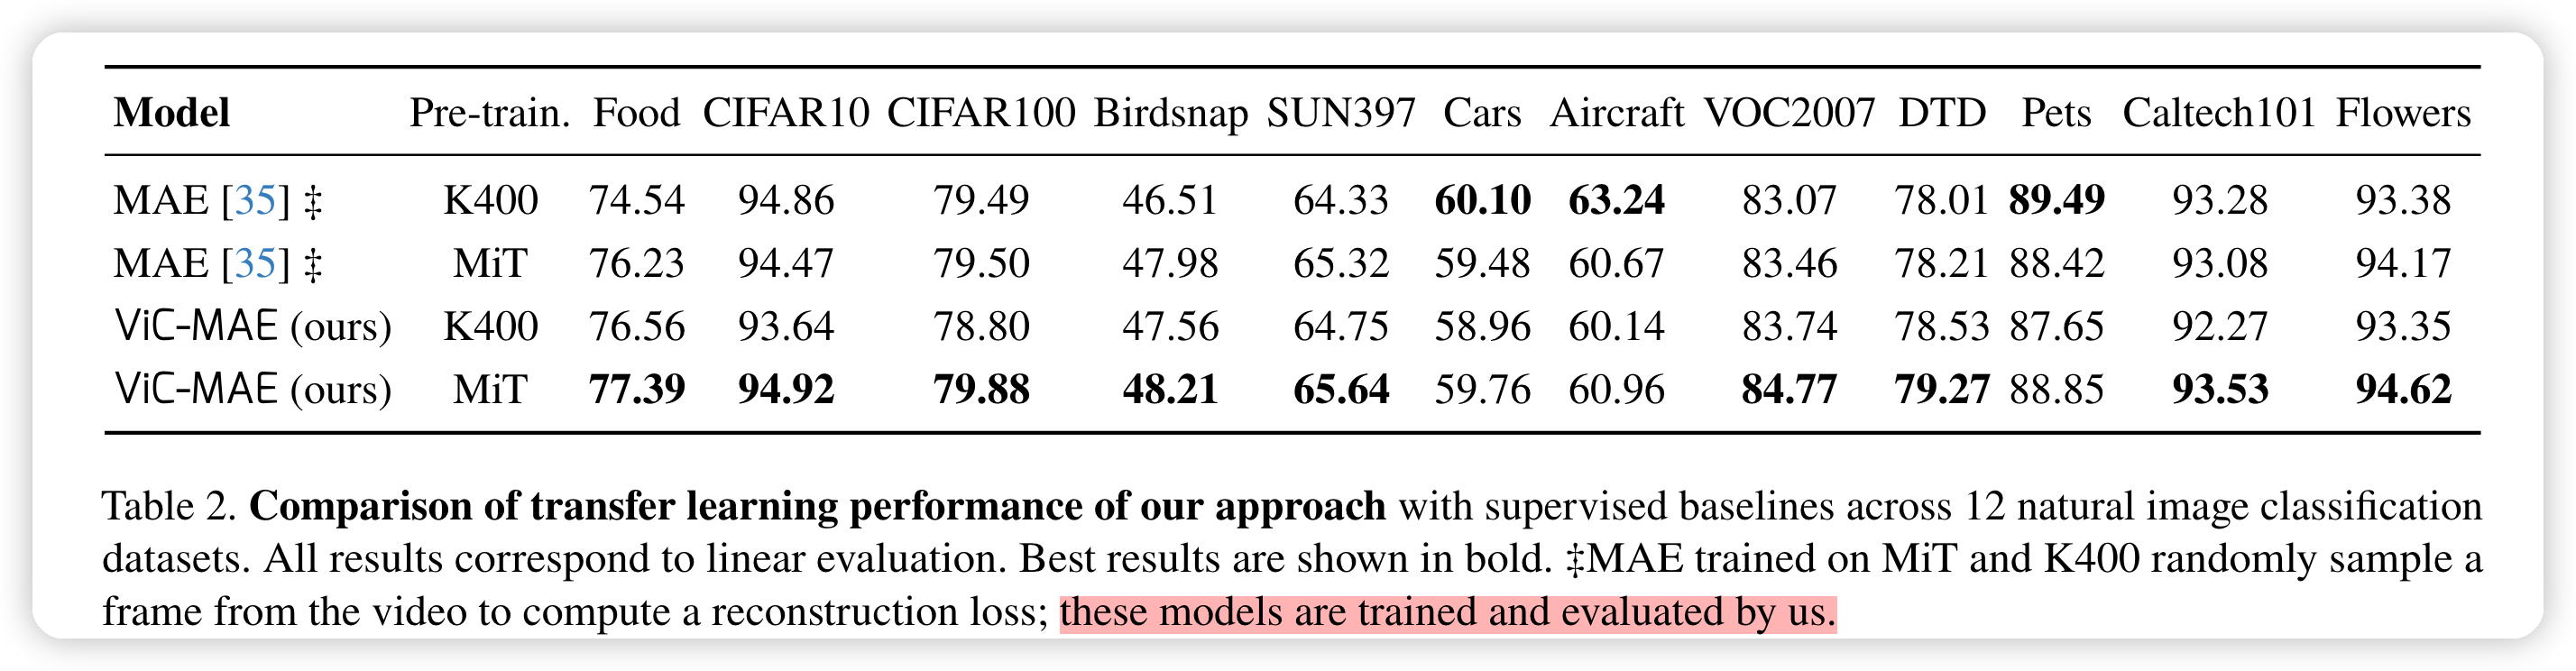 Model Pre-train. Food CIFAR10 CIFAR100 Birdsnap SUN397 Cars Aircraft VOC2007 DTD Pets Caltech101 Flowers
MAE [35] ‡ K400 74.54 94.86 79.49 46.51 64.33 60.10 63.24 83.07 78.01 89.49 93.28 93.38
MAE [35] ‡ MiT 76.23 94.47 79.50 47.98 65.32 59.48 60.67 83.46 78.21 88.42 93.08 94.17
ViC-MAE (ours) K400 76.56 93.64 78.80 47.56 64.75 58.96 60.14 83.74 78.53 87.65 92.27 93.35
ViC-MAE (ours) MiT 77.39 94.92 79.88 48.21 65.64 59.76 60.96 84.77 79.27 88.85 93.53 94.62
Table 2. Comparison of transfer learning performance of our approach with supervised baselines across 12 natural image classification
datasets. All results correspond to linear evaluation. Best results are shown in bold. ‡MAE trained on MiT and K400 randomly sample a
frame from the video to compute a reconstruction loss; these models are trained and evaluated by us.